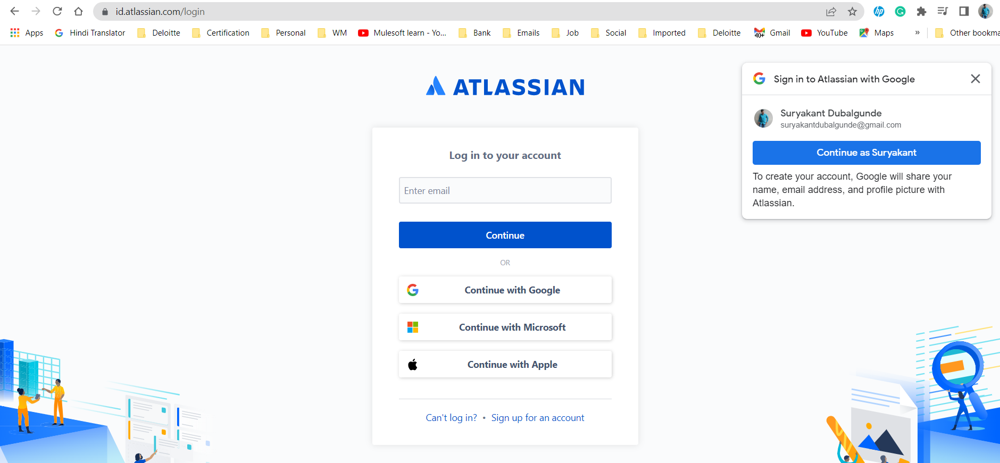 id.atlassian.com/login
Apps Hindi Translator Deloitte Certification Personal WM Mulesoft learn - Yo... Bank Emails Job Social Imported Deloitte 40+ Gmail YouTube Maps » Other bookma
ATLASSIAN
Log in to your account
Enter email
Continue
OR
Continue with Google
Continue with Microsoft
Continue with Apple
Can't log in? • Sign up for an account
Sign in to Atlassian with Google
Suryakant Dubalgunde
suryakantdubalgunde@gmail.com
Continue as Suryakant
To create your account, Google will share your
name, email address, and profile picture with
Atlassian.